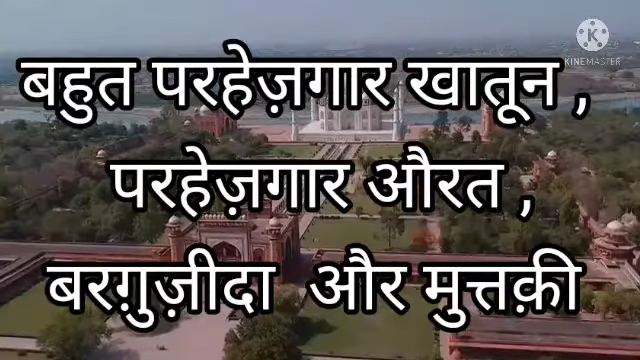 K
KINEMASTER
बहुत परहेज़गार खातून ,
परहेज़गार औरत ,
बरग़ुज़ीदा और मुत्तक़ी